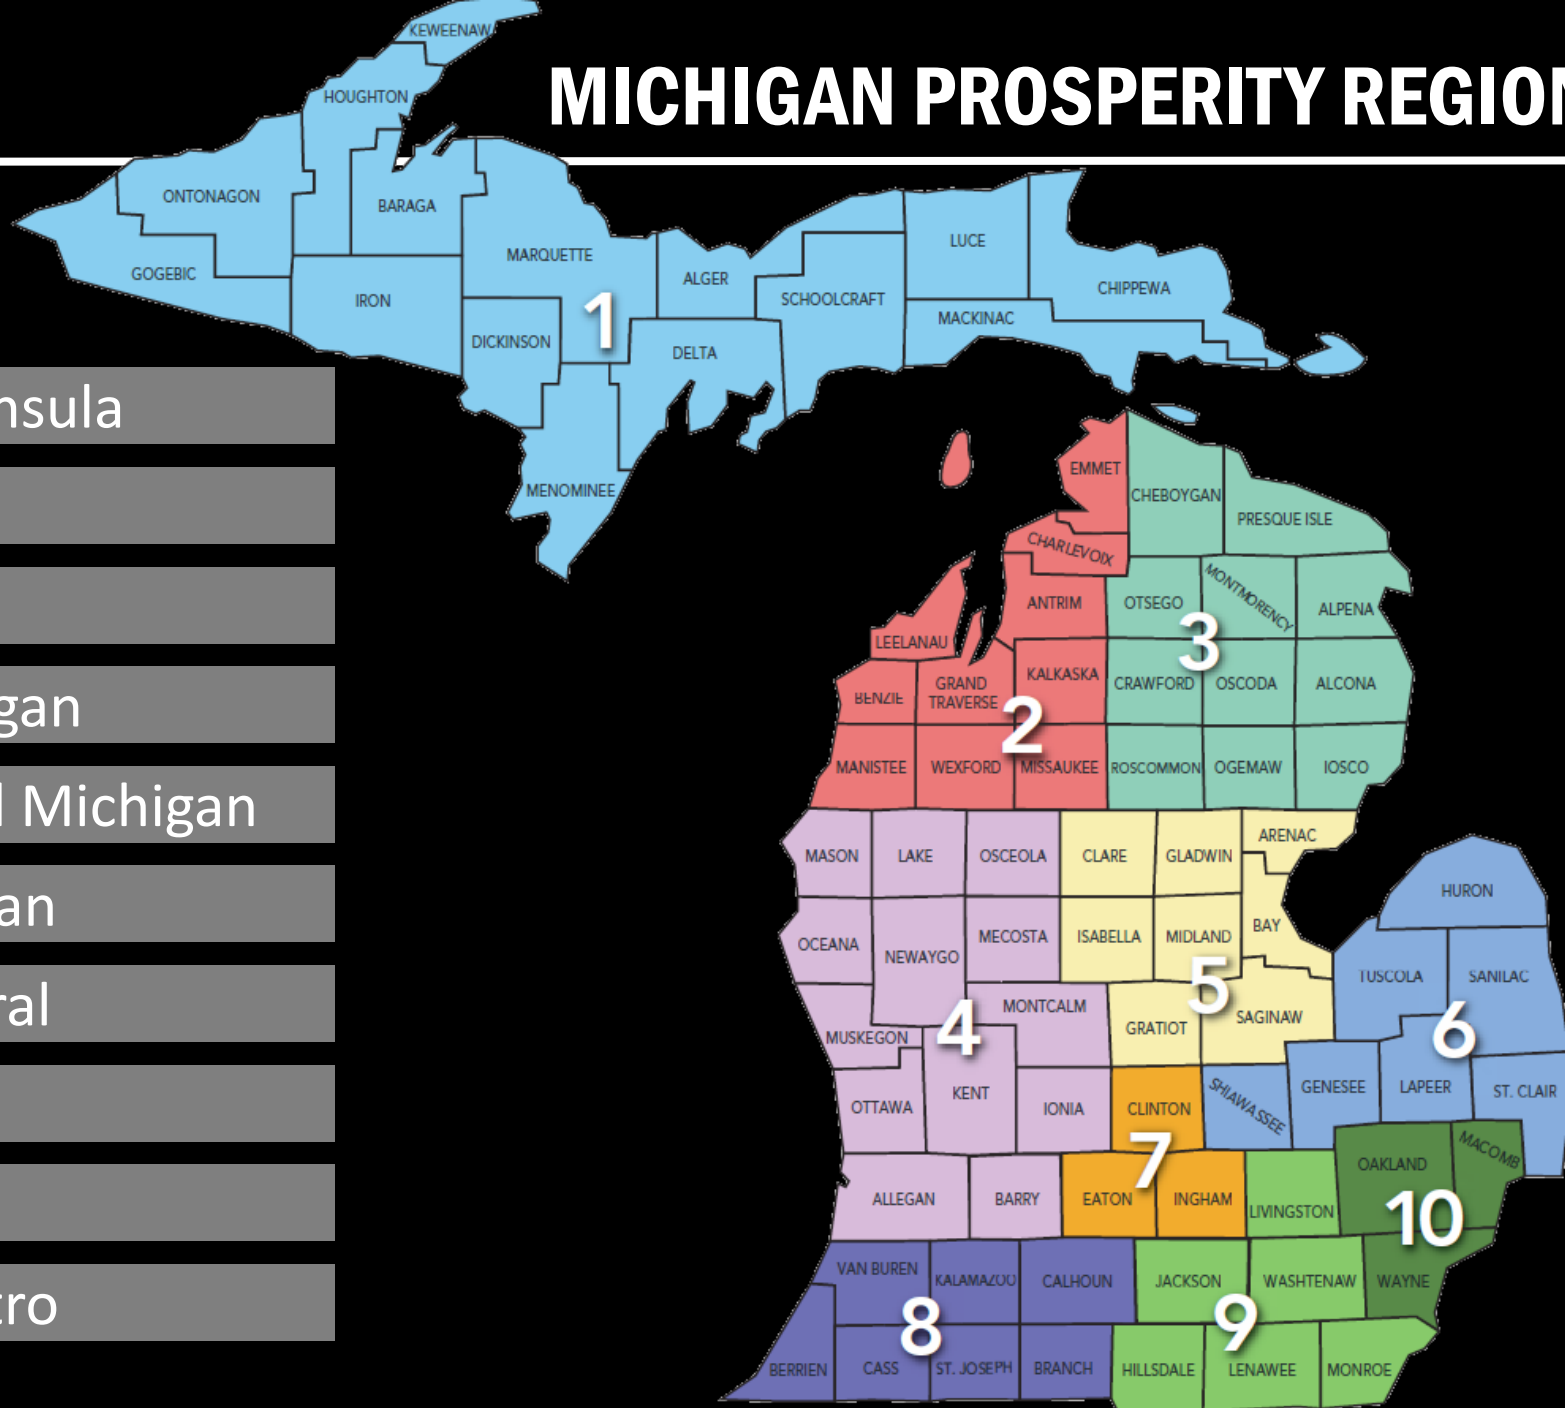 MICHIGAN PROSPERITY REGION
nsula
gan
l Michigan
an
ral
tro
KEWEENAW
HOUGHTON
ONTONAGON
BARAGA
GOGEBIC
IRON
MARQUETTE
ALGER
LUCE
SCHOOLCRAFT
CHIPPEWA
MACKINAC
DICKINSON
1
DELTA
MENOMINEE
EMMET
CHEBOYGAN
PRESQUE ISLE
CHARLEVOIX
ANTRIM
OTSEGO
MONTMORENCY
ALPENA
3
LEELANAU
BENZIE
GRAND
TRAVERSE
KALKASKA
CRAWFORD
OSCODA
ALCONA
2
MANISTEE
WEXFORD
MISSAUKEE
ROSCOMMON
OGEMAW
IOSCO
MASON
LAKE
OSCEOLA
CLARE
GLADWIN
ARENAC
HURON
OCEANA
NEWAYGO
MECOSTA
ISABELLA
MIDLAND
BAY
TUSCOLA
SANILAC
5
MONTCALM
4
GRATIOT
SAGINAW
6
MUSKEGON
OTTAWA
KENT
IONIA
CLINTON
SHIAWASSEE
GENESEE
LAPEER
ST. CLAIR
7
OAKLAND
MACOMB
ALLEGAN
BARRY
EATON
INGHAM
LIVINGSTON
10
VAN BUREN
KALAMAZOO
CALHOUN
JACKSON
WASHTENAW
WAYNE
8
9
BERRIEN
CASS
ST. JOSEPH
BRANCH
HILLSDALE
LENAWEE
MONROE